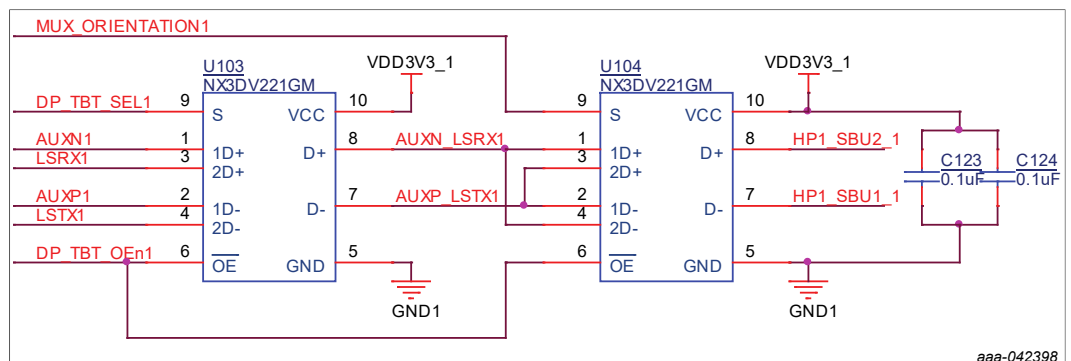 MUX_ORIENTATION1
U103
NX3DV221GM
VDD3V3_1
U104
NX3DV221GM
VDD3V3_1
DP_TBT_SEL1 9 S VCC 10 9 S VCC 10
AUXN1 1 1D+ D+ 8 AUXN_LSRX1 1 1D+ D+ 8 HP1_SBU2_1
LSRX1 3 2D+ 3 2D+
C123 0.1uF
C124 0.1uF
AUXP1 2 1D- D- 7 AUXP_LSTX1 2 1D- D- 7 HP1_SBU1_1
LSTX1 4 2D- 4 2D-
DP_TBT_OEn1 6 OE GND 5 6 OE GND 5
GND1
GND1
aaa-042398